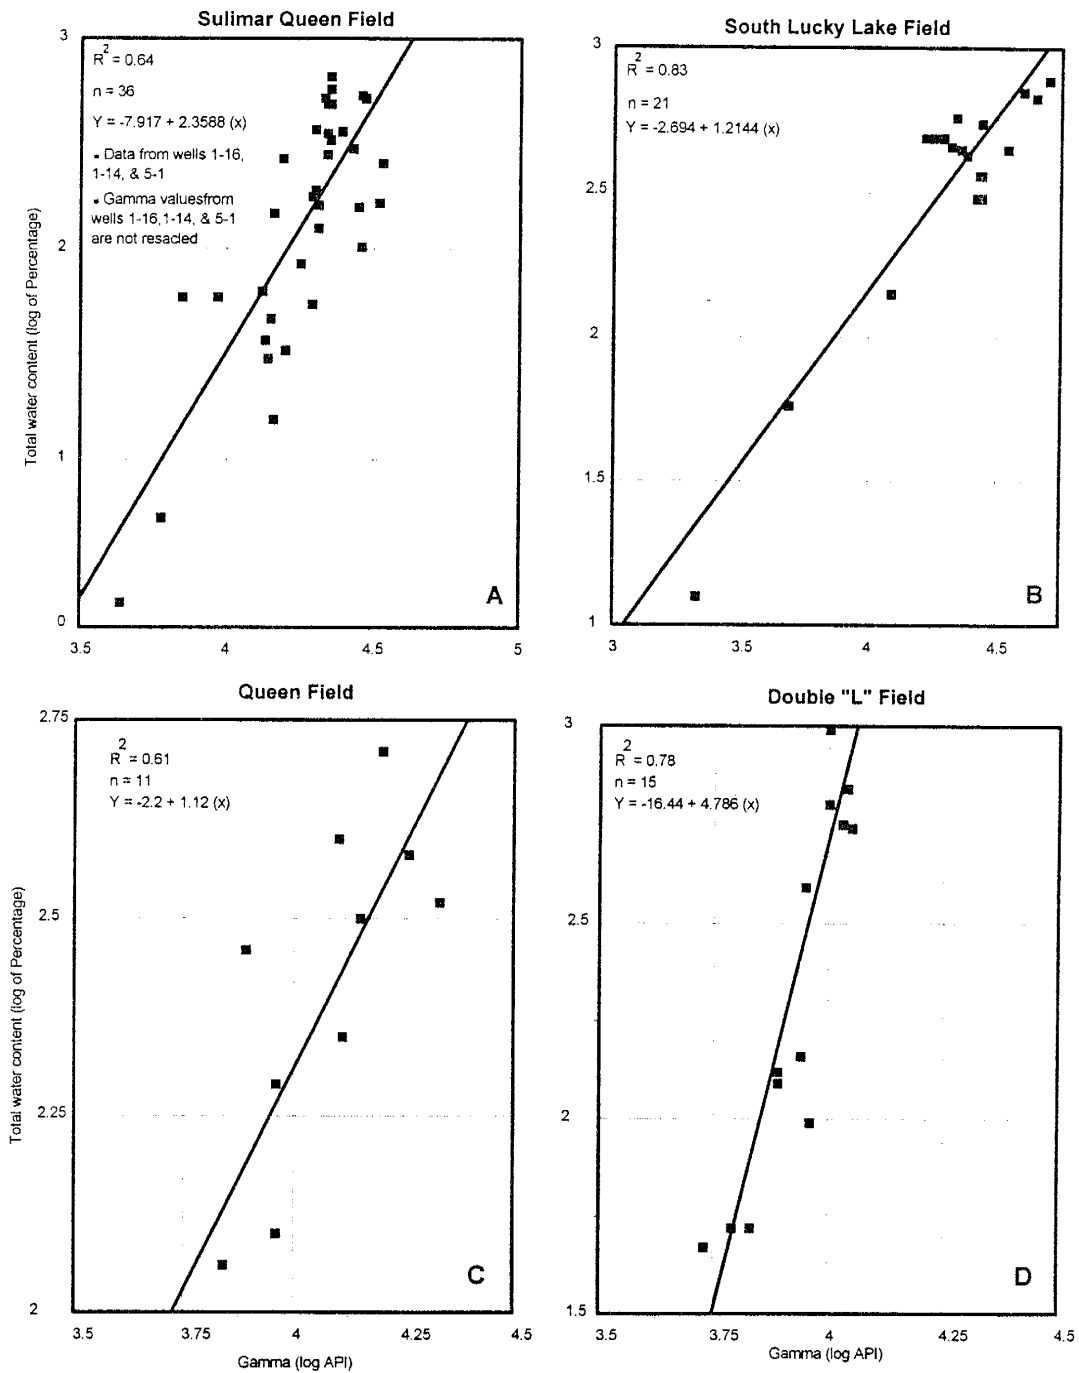 Sulimar Queen Field
3
R2 = 0.64
n = 36
Y = -7.917 + 2.3588 (x)
▪ Data from wells 1-16,
1-14, & 5-1
▪ Gamma valuesfrom
wells 1-16,1-14, & 5-1
are not resacled
2
1
0
Total water content (log of Percentage)
A
3.5 4 4.5 5
South Lucky Lake Field
3
R2 = 0.83
n = 21
Y = -2.694 + 1.2144 (x)
2.5
2
1.5
1
B
3 3.5 4 4.5
Queen Field
2.75
R2 = 0.61
n = 11
Y = -2.2 + 1.12 (x)
2.5
2.25
2
Total water content (log of Percentage)
C
3.5 3.75 4 4.25 4.5
Gamma (log API)
Double "L" Field
3
R2 = 0.78
n = 15
Y = -16.44 + 4.786 (x)
2.5
2
1.5
D
3.5 3.75 4 4.25 4.5
Gamma (log API)